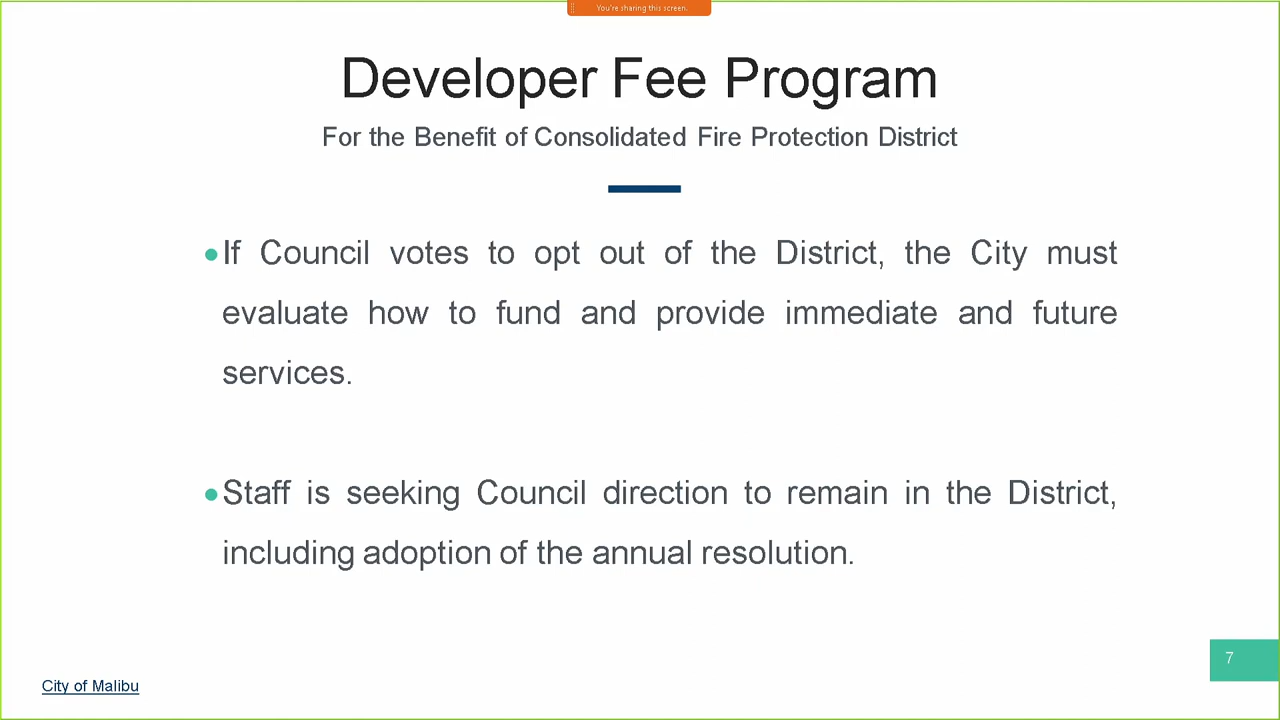 You're sharing this screen.
Developer Fee Program
For the Benefit of Consolidated Fire Protection District
•If Council votes to opt out of the District, the City must
evaluate how to fund and provide immediate and future
services.
•Staff is seeking Council direction to remain in the District,
including adoption of the annual resolution.
7
City of Malibu